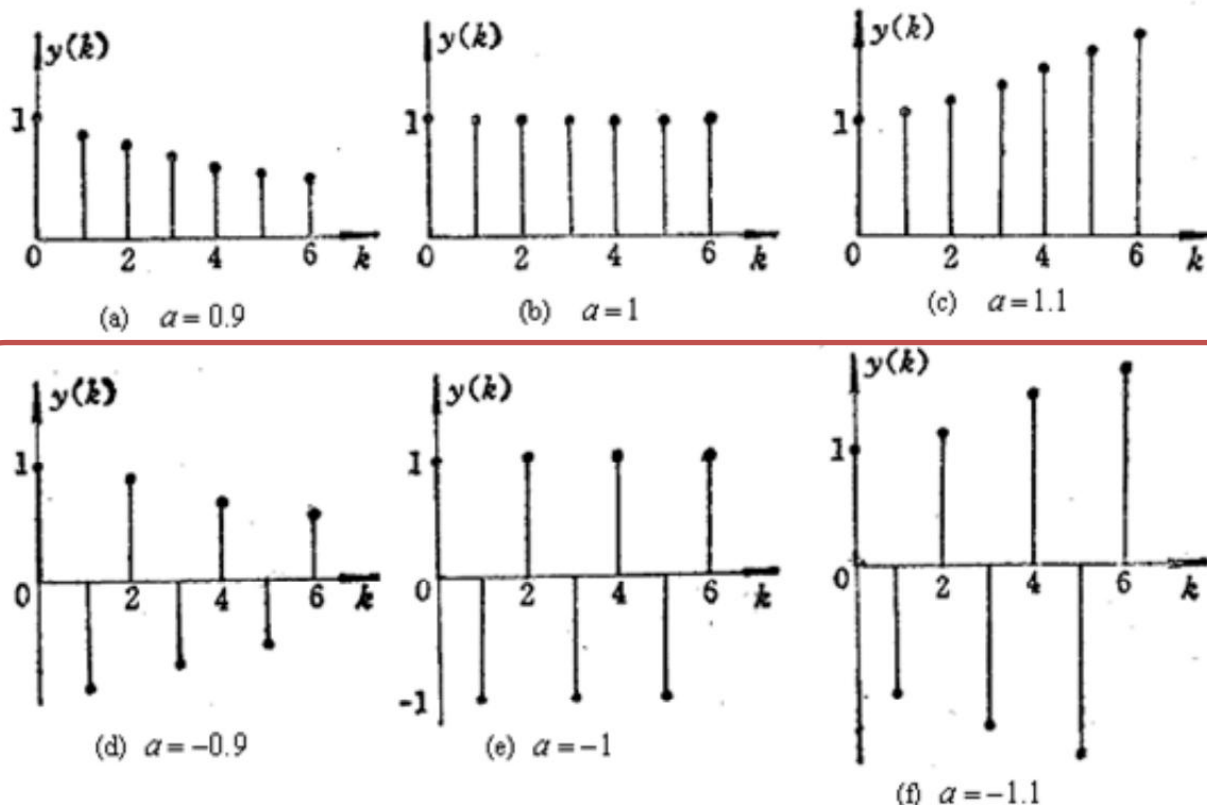 y(k)
1
0 2 4 6 k
(a) a = 0.9
y(k)
1
0 2 4 6 k
(b) a = 1
y(k)
1
0 2 4 6 k
(c) a = 1.1
y(k)
1
0 2 4 6 k
(d) a = -0.9
y(k)
1
0 2 4 6 k
-1
(e) a = -1
y(k)
1
0 2 4 6 k
(f) a = -1.1